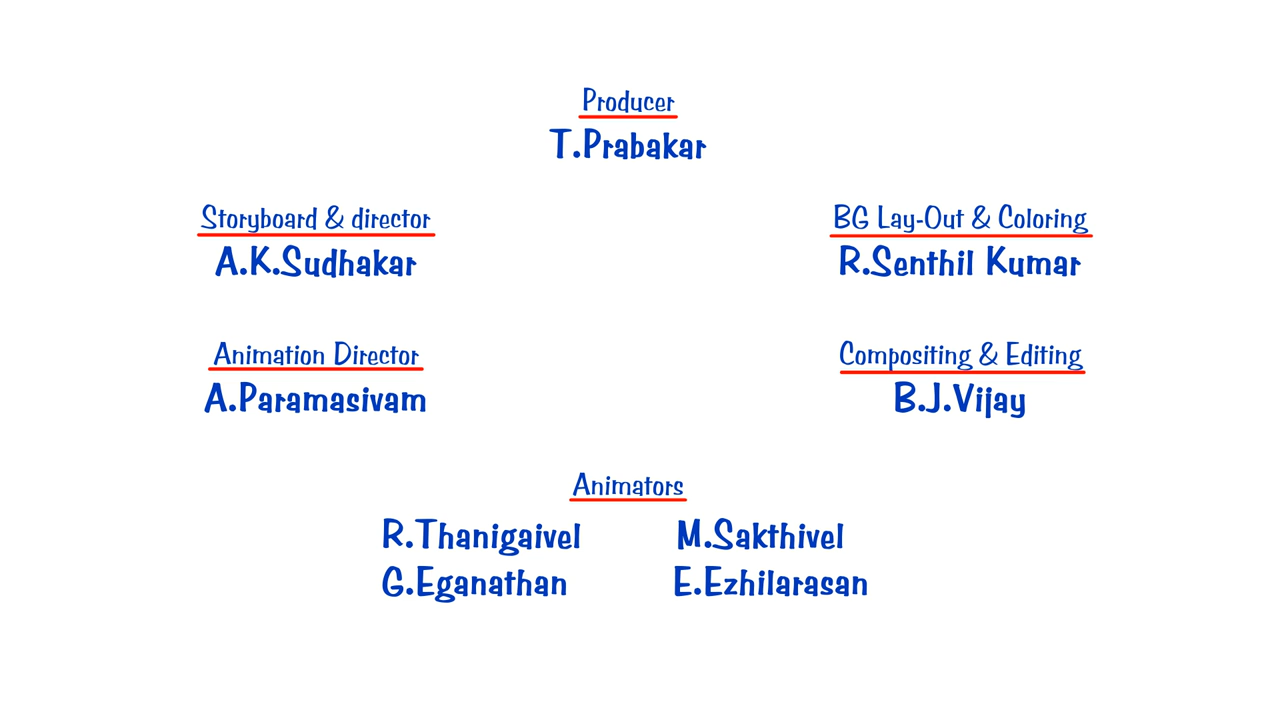 Producer
T.Prabakar
Storyboard & director
A.K.Sudhakar
BG Lay-Out & Coloring
R.Senthil Kumar
Animation Director
A.Paramasivam
Compositing & Editing
B.J.Vijay
Animators
R.Thanigaivel
M.Sakthivel
G.Eganathan
E.Ezhilarasan